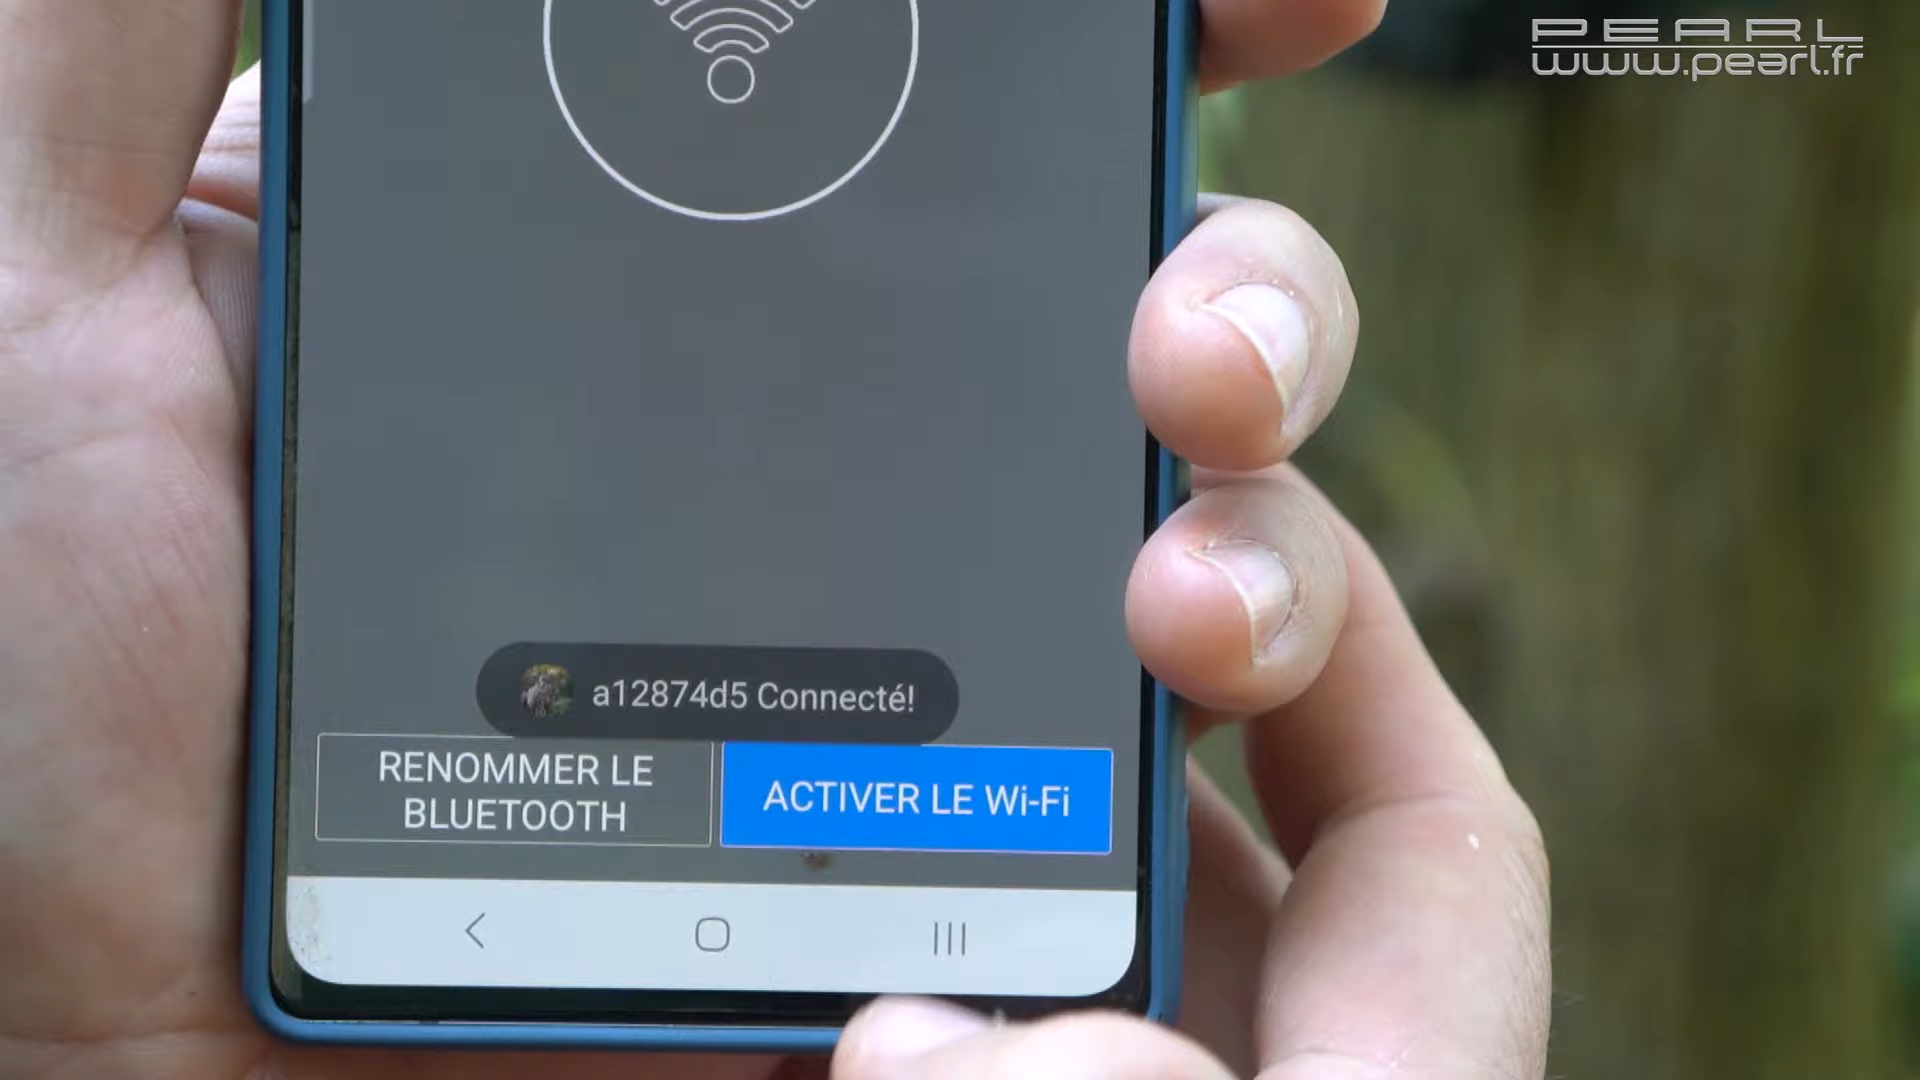 PEARL
www.pearl.fr
a12874d5 Connecté!
RENOMMER LE
BLUETOOTH
ACTIVER LE Wi-Fi